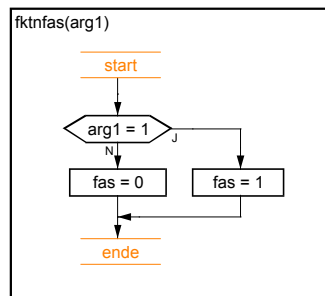 fktnfas(arg1)
start
arg1 = 1
N
J
fas = 0
fas = 1
ende